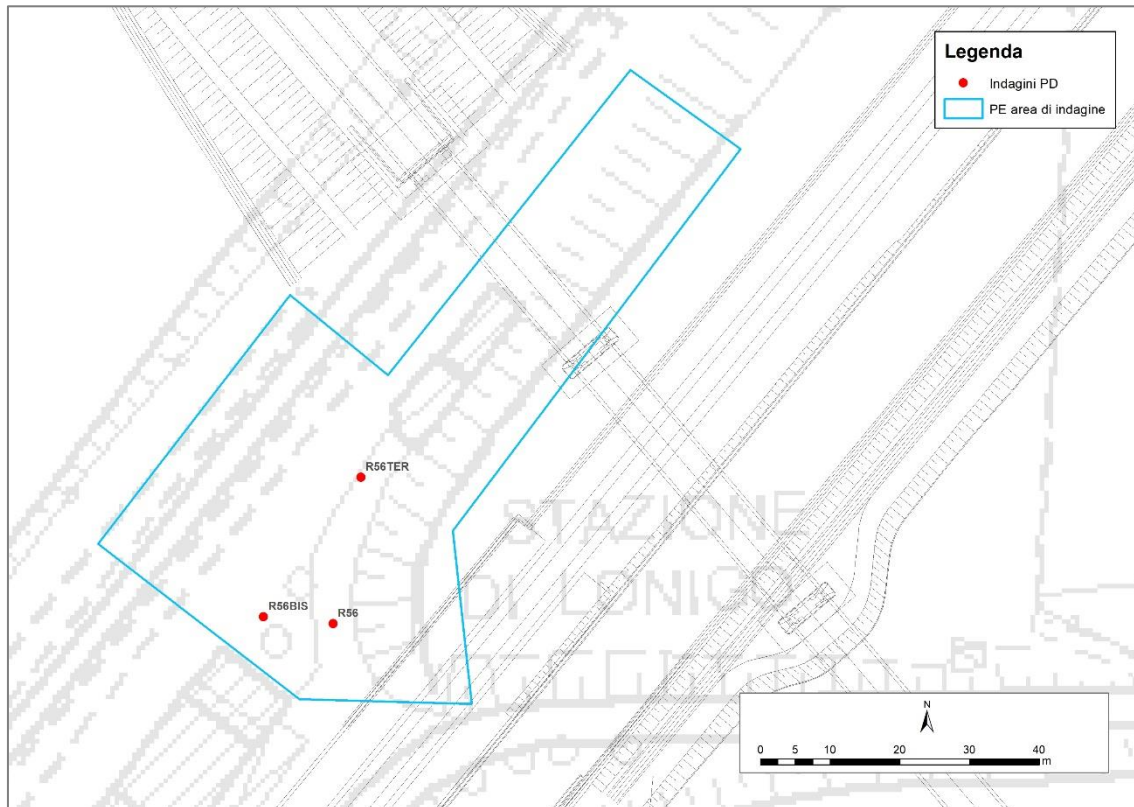 Legenda
Indagini PD
PE area di indagine
R56TER
STAZIONE
DI LONIGO
R56BIS
R56
N
0 5 10 20 30 40
m